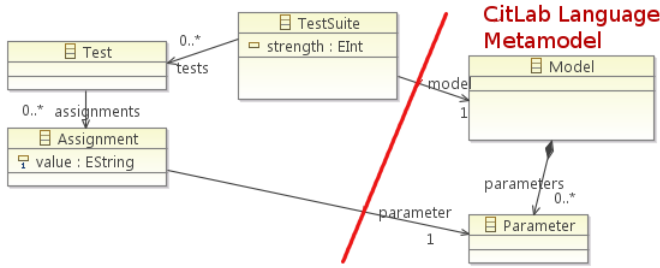 CitLab Language
Metamodel
TestSuite
strength : EInt
0..*
tests
Test
0..*
assignments
Assignment
value : EString
model
1
Model
parameters
0..*
parameter
1
Parameter